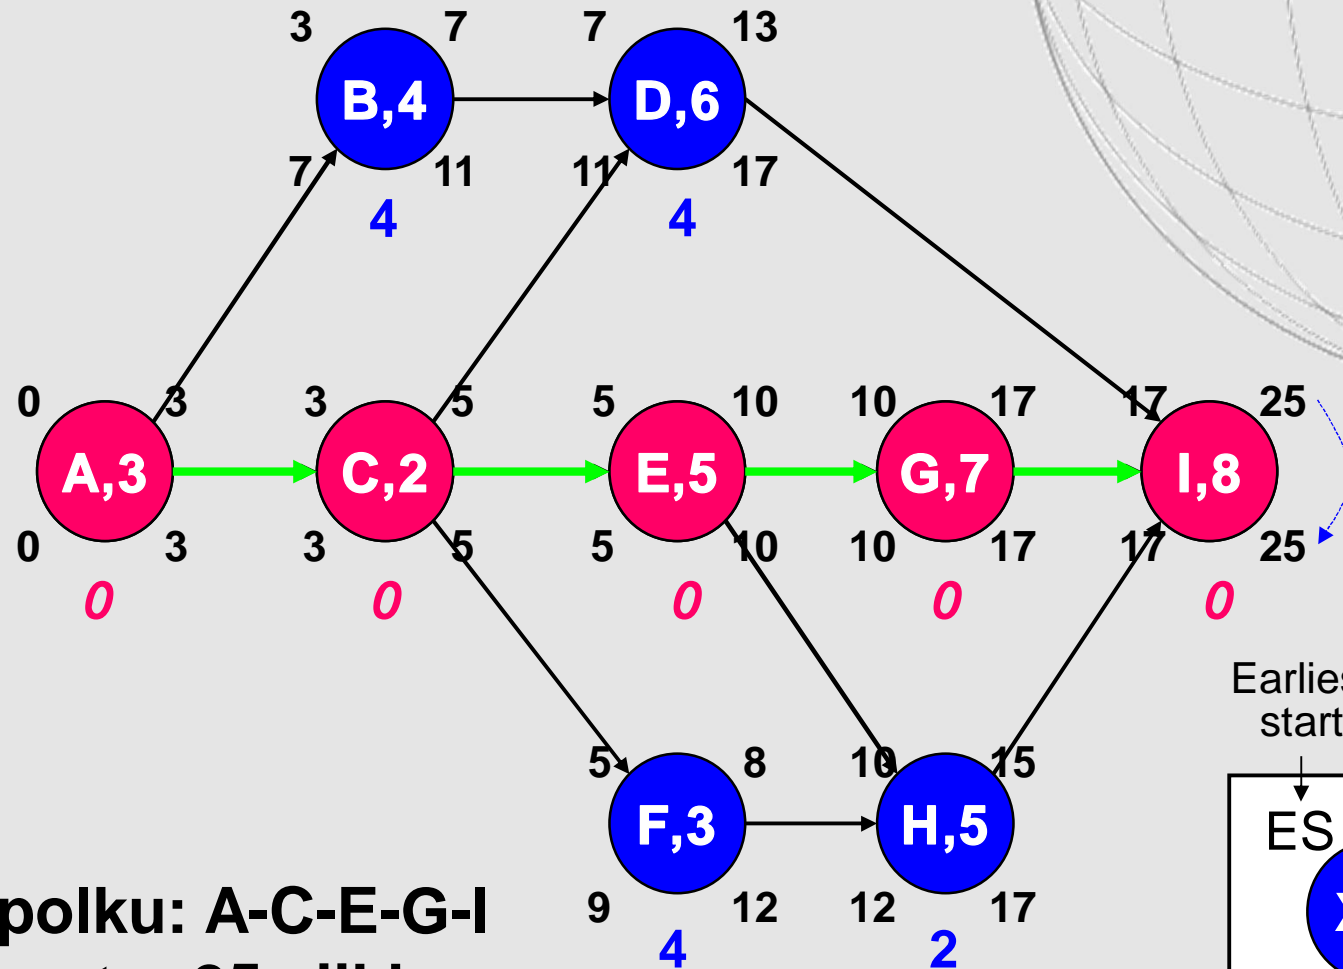 3 7 7 13
B,4 D,6
7 11 11 17
4 4
0 3 3 5 5 10 10 17 17 25
A,3 C,2 E,5 G,7 I,8
0 3 3 5 5 10 10 17 17 25
0 0 0 0 0
Earlies
start
5 8 10 15
F,3 H,5
ES
9 12 12 17
polku: A-C-E-G-I
4 2